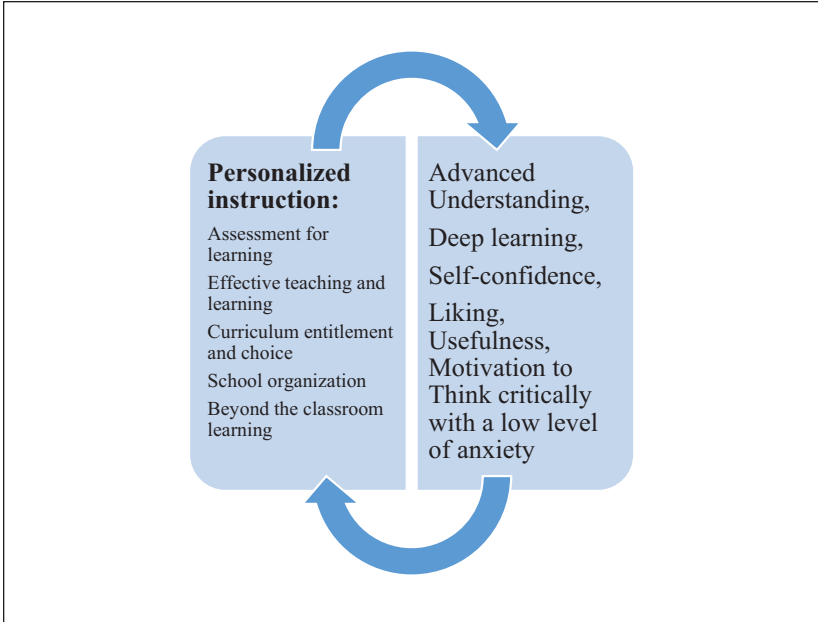 Personalized
instruction:
Assessment for
learning
Effective teaching and
learning
Curriculum entitlement
and choice
School organization
Beyond the classroom
learning
Advanced
Understanding,
Deep learning,
Self-confidence,
Liking,
Usefulness,
Motivation to
Think critically
with a low level
of anxiety